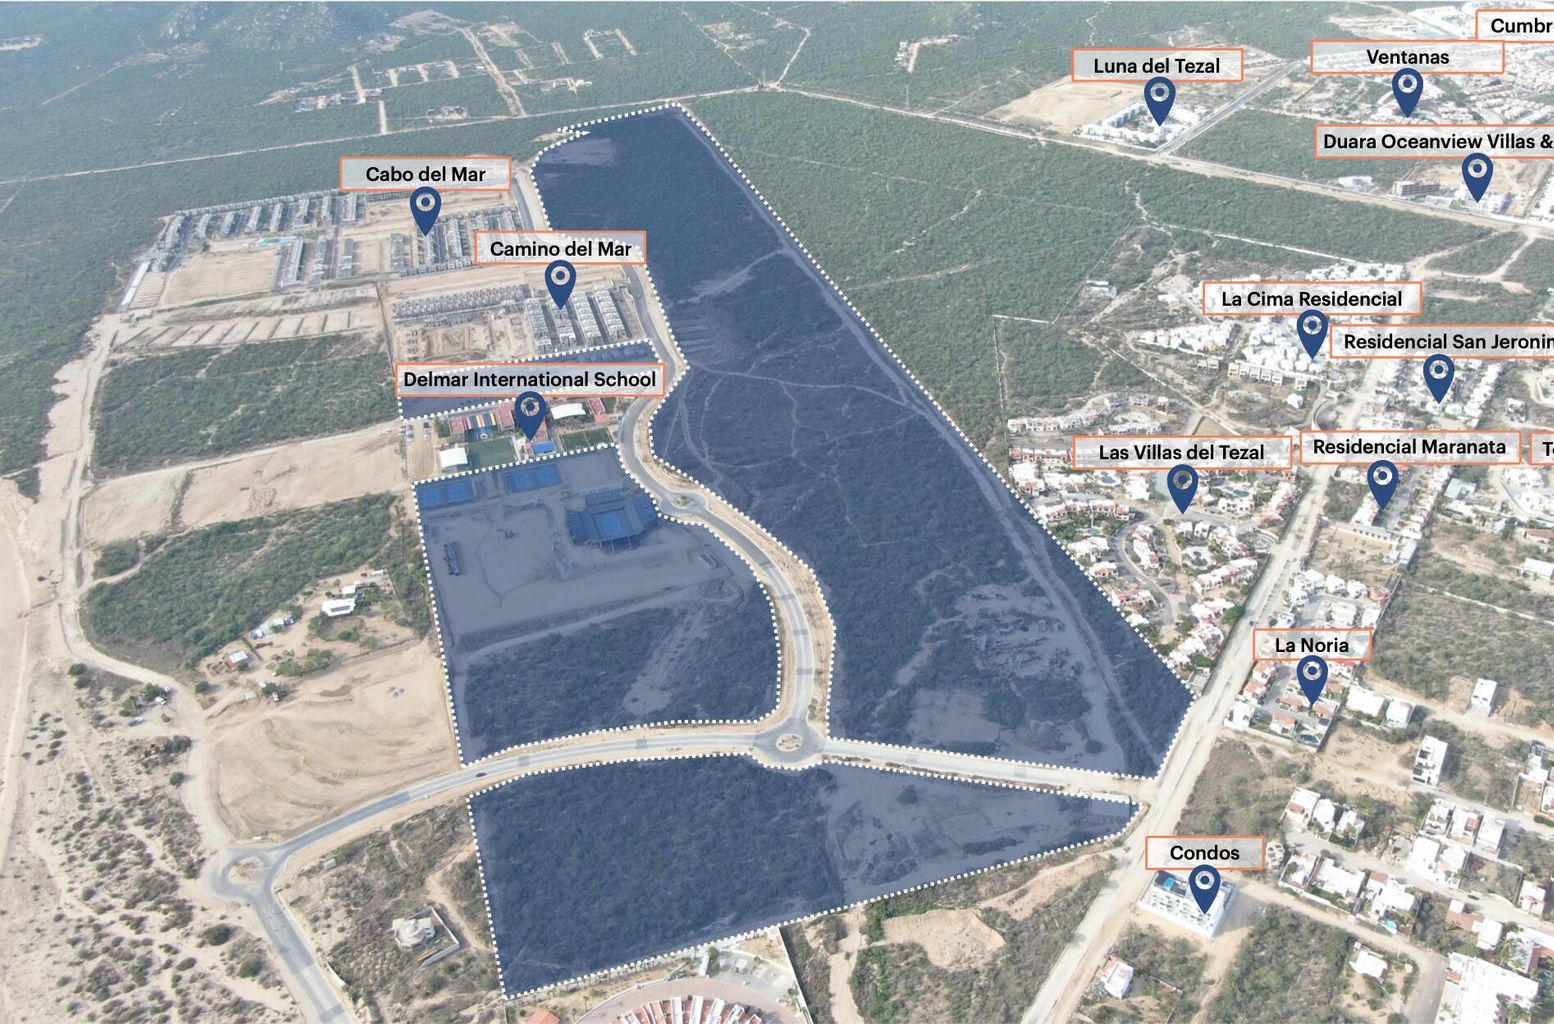 Cumbr
Luna del Tezal
Ventanas
Duara Oceanview Villas &
Cabo del Mar
Camino del Mar
La Cima Residencial
Residencial San Jeronin
Delmar International School
Las Villas del Tezal
Residencial Maranata
La Noria
Condos